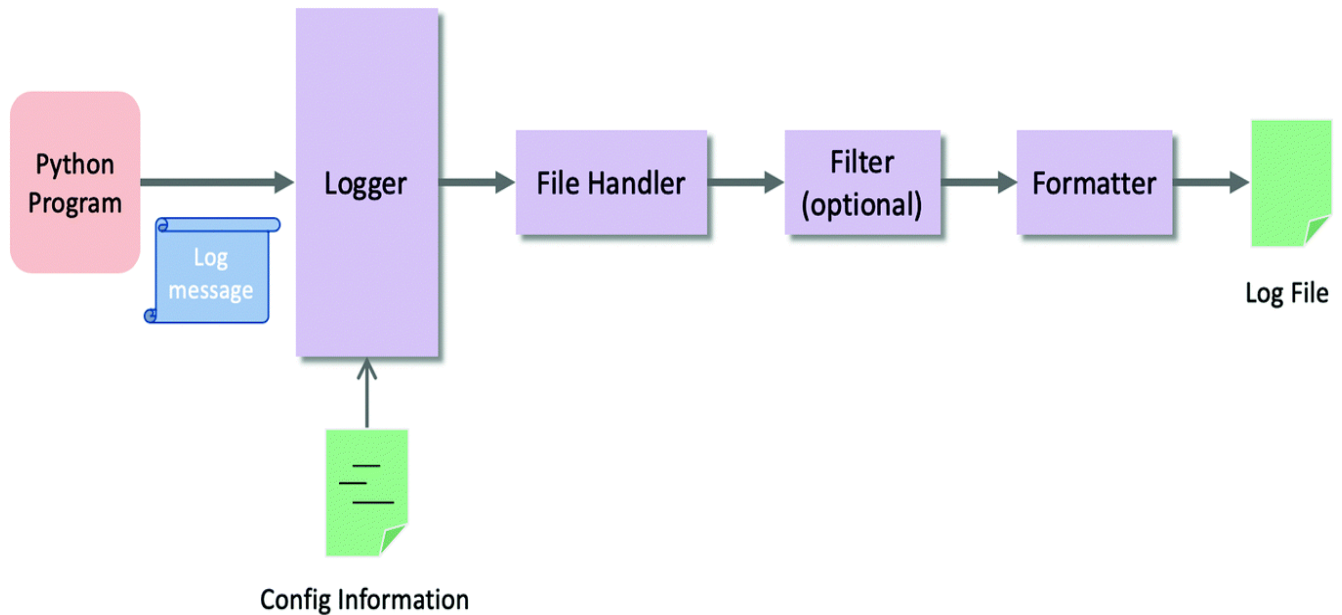 Python
Program
Log
message
Logger
File Handler
Filter
(optional)
Formatter
Log File
Config Information